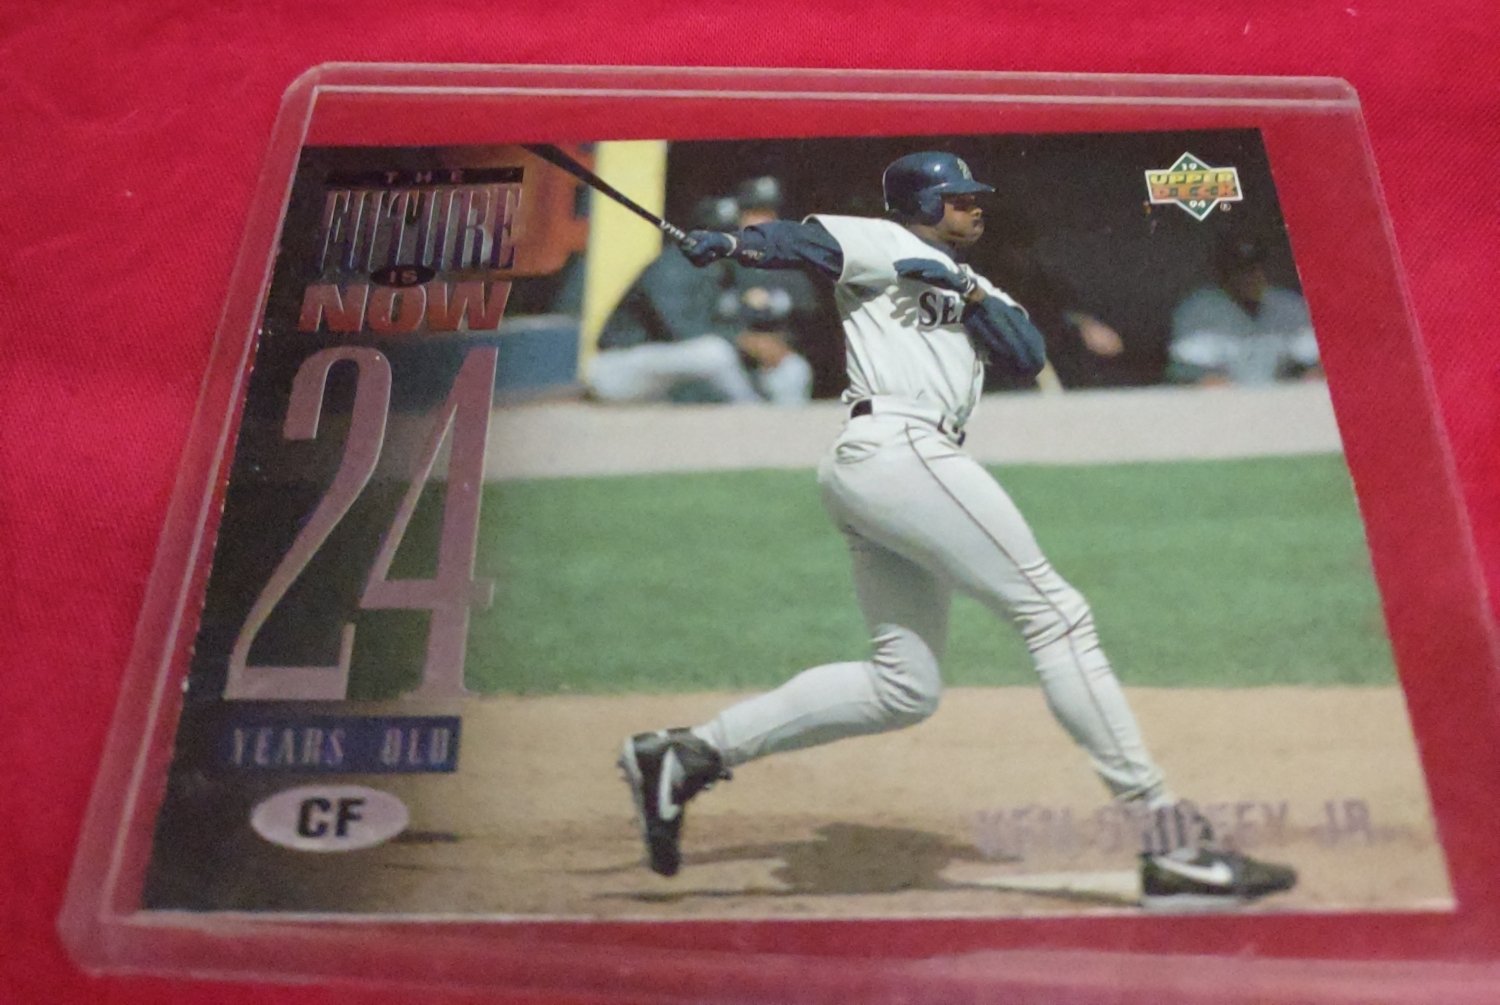 THE
FUTURE
IS
NOW
24
YEARS OLD
CF
19
UPPER
DECK
94
®
SE
KEN GRIFFEY JR.